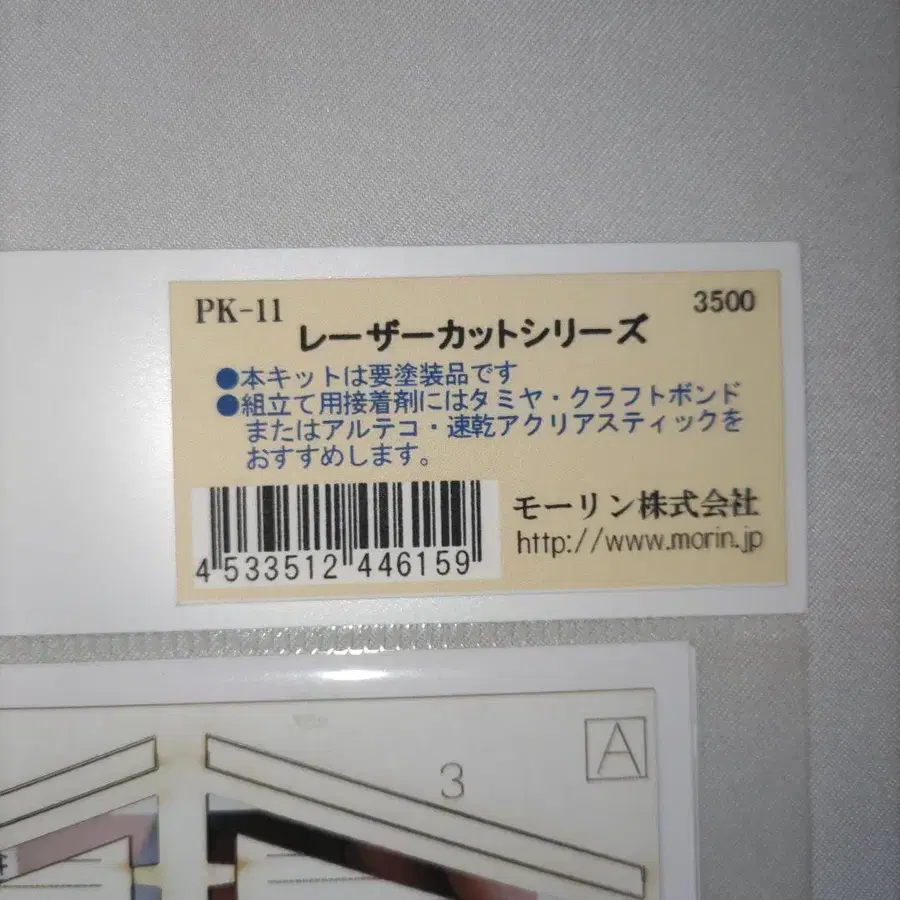 PK-11
3500
レーザーカットシリーズ
●本キットは要塗装品です
●組立て用接着剤にはタミヤ・クラフトボンド
またはアルテコ・速乾アクリアスティックを
おすすめします。
モーリン株式会社
http://www.morin.jp
4 533512 446159
A
3